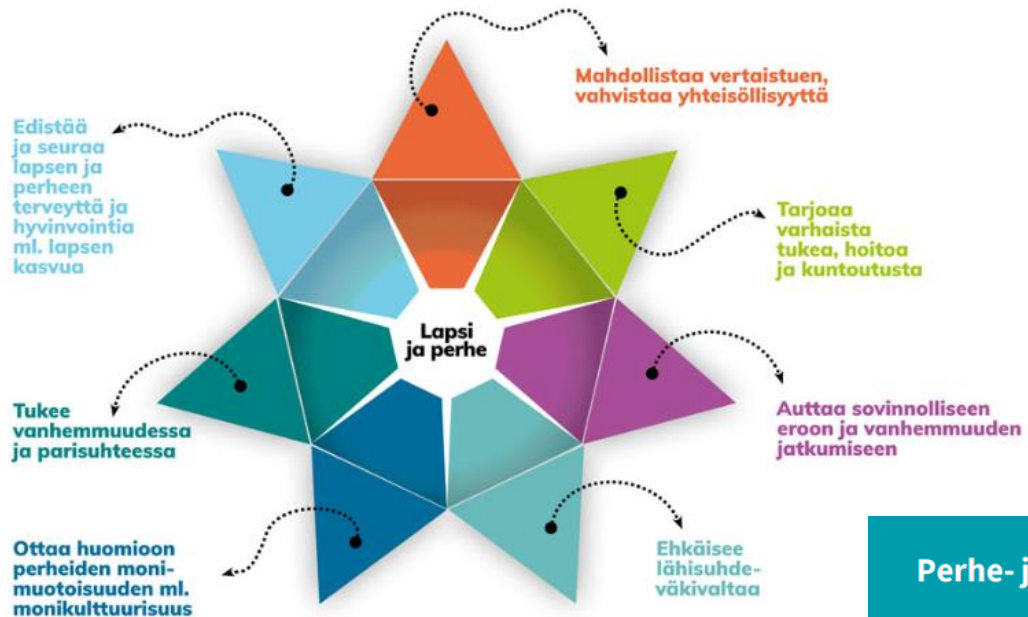 Mahdollistaa vertaistuen,
vahvistaa yhteisöllisyyttä
Edistää
ja seuraa
lapsen ja
perheen
terveyttä ja
hyvinvointia
ml. lapsen
kasvua
Tarjoaa
varhaista
tukea, hoitoa
ja kuntoutusta
Lapsi
ja perhe
Tukee
vanhemmuudessa
ja parisuhteessa
Auttaa sovinnolliseen
eroon ja vanhemmuuden
jatkumiseen
Ottaa huomioon
perheiden moni-
muotoisuuden ml.
monikulttuurisuus
Ehkäisee
lähisuhde-
väkivaltaa
Perhe- j